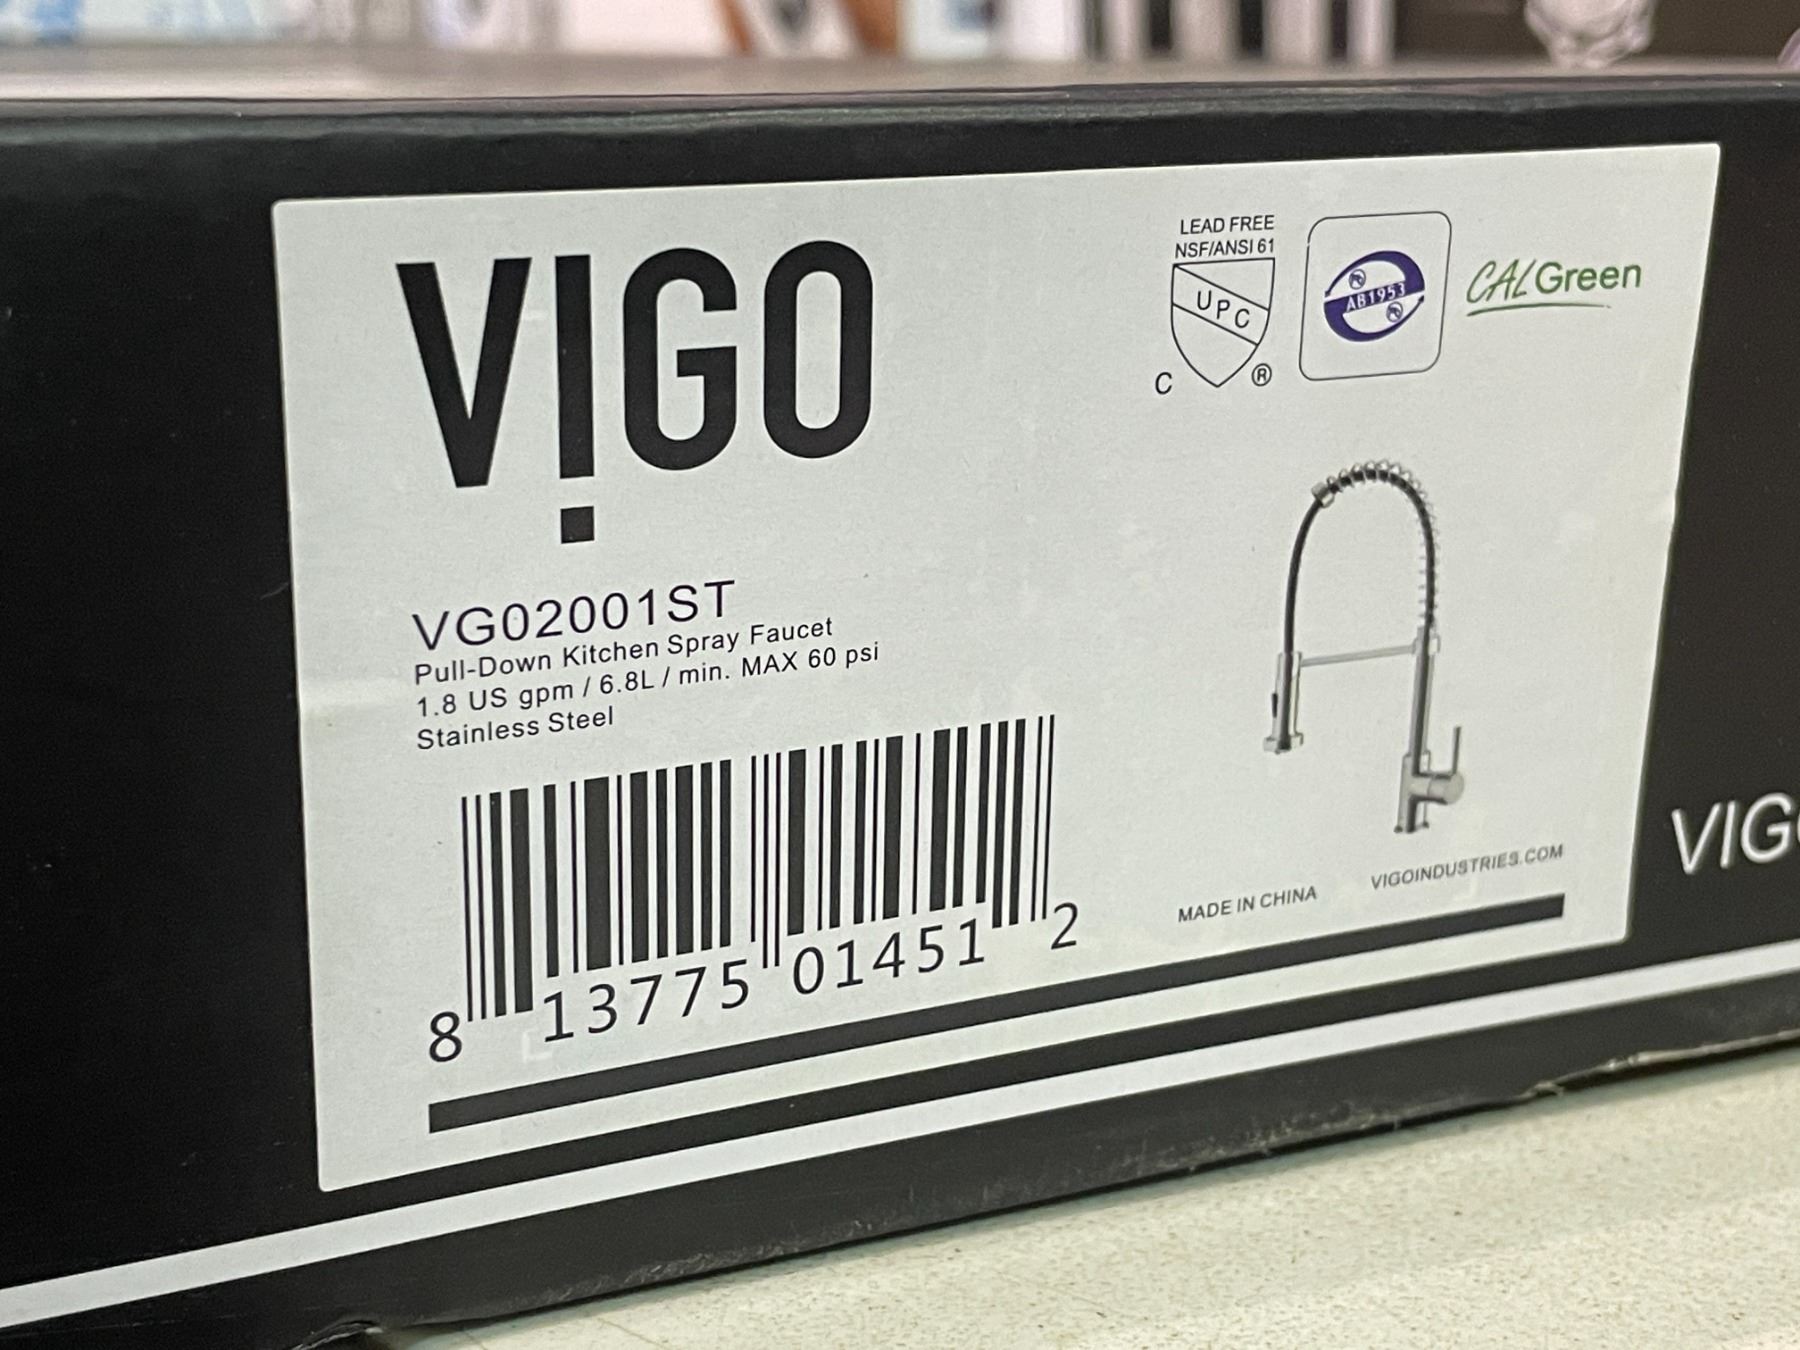 VIGO
LEAD FREE
NSF/ANSI 61
UPC
C ®
AB1953
CALGreen
VG02001ST
Pull-Down Kitchen Spray Faucet
1.8 US gpm / 6.8L / min. MAX 60 psi
Stainless Steel
8 13775 01451 2
MADE IN CHINA
VIGOINDUSTRIES.COM
VIG